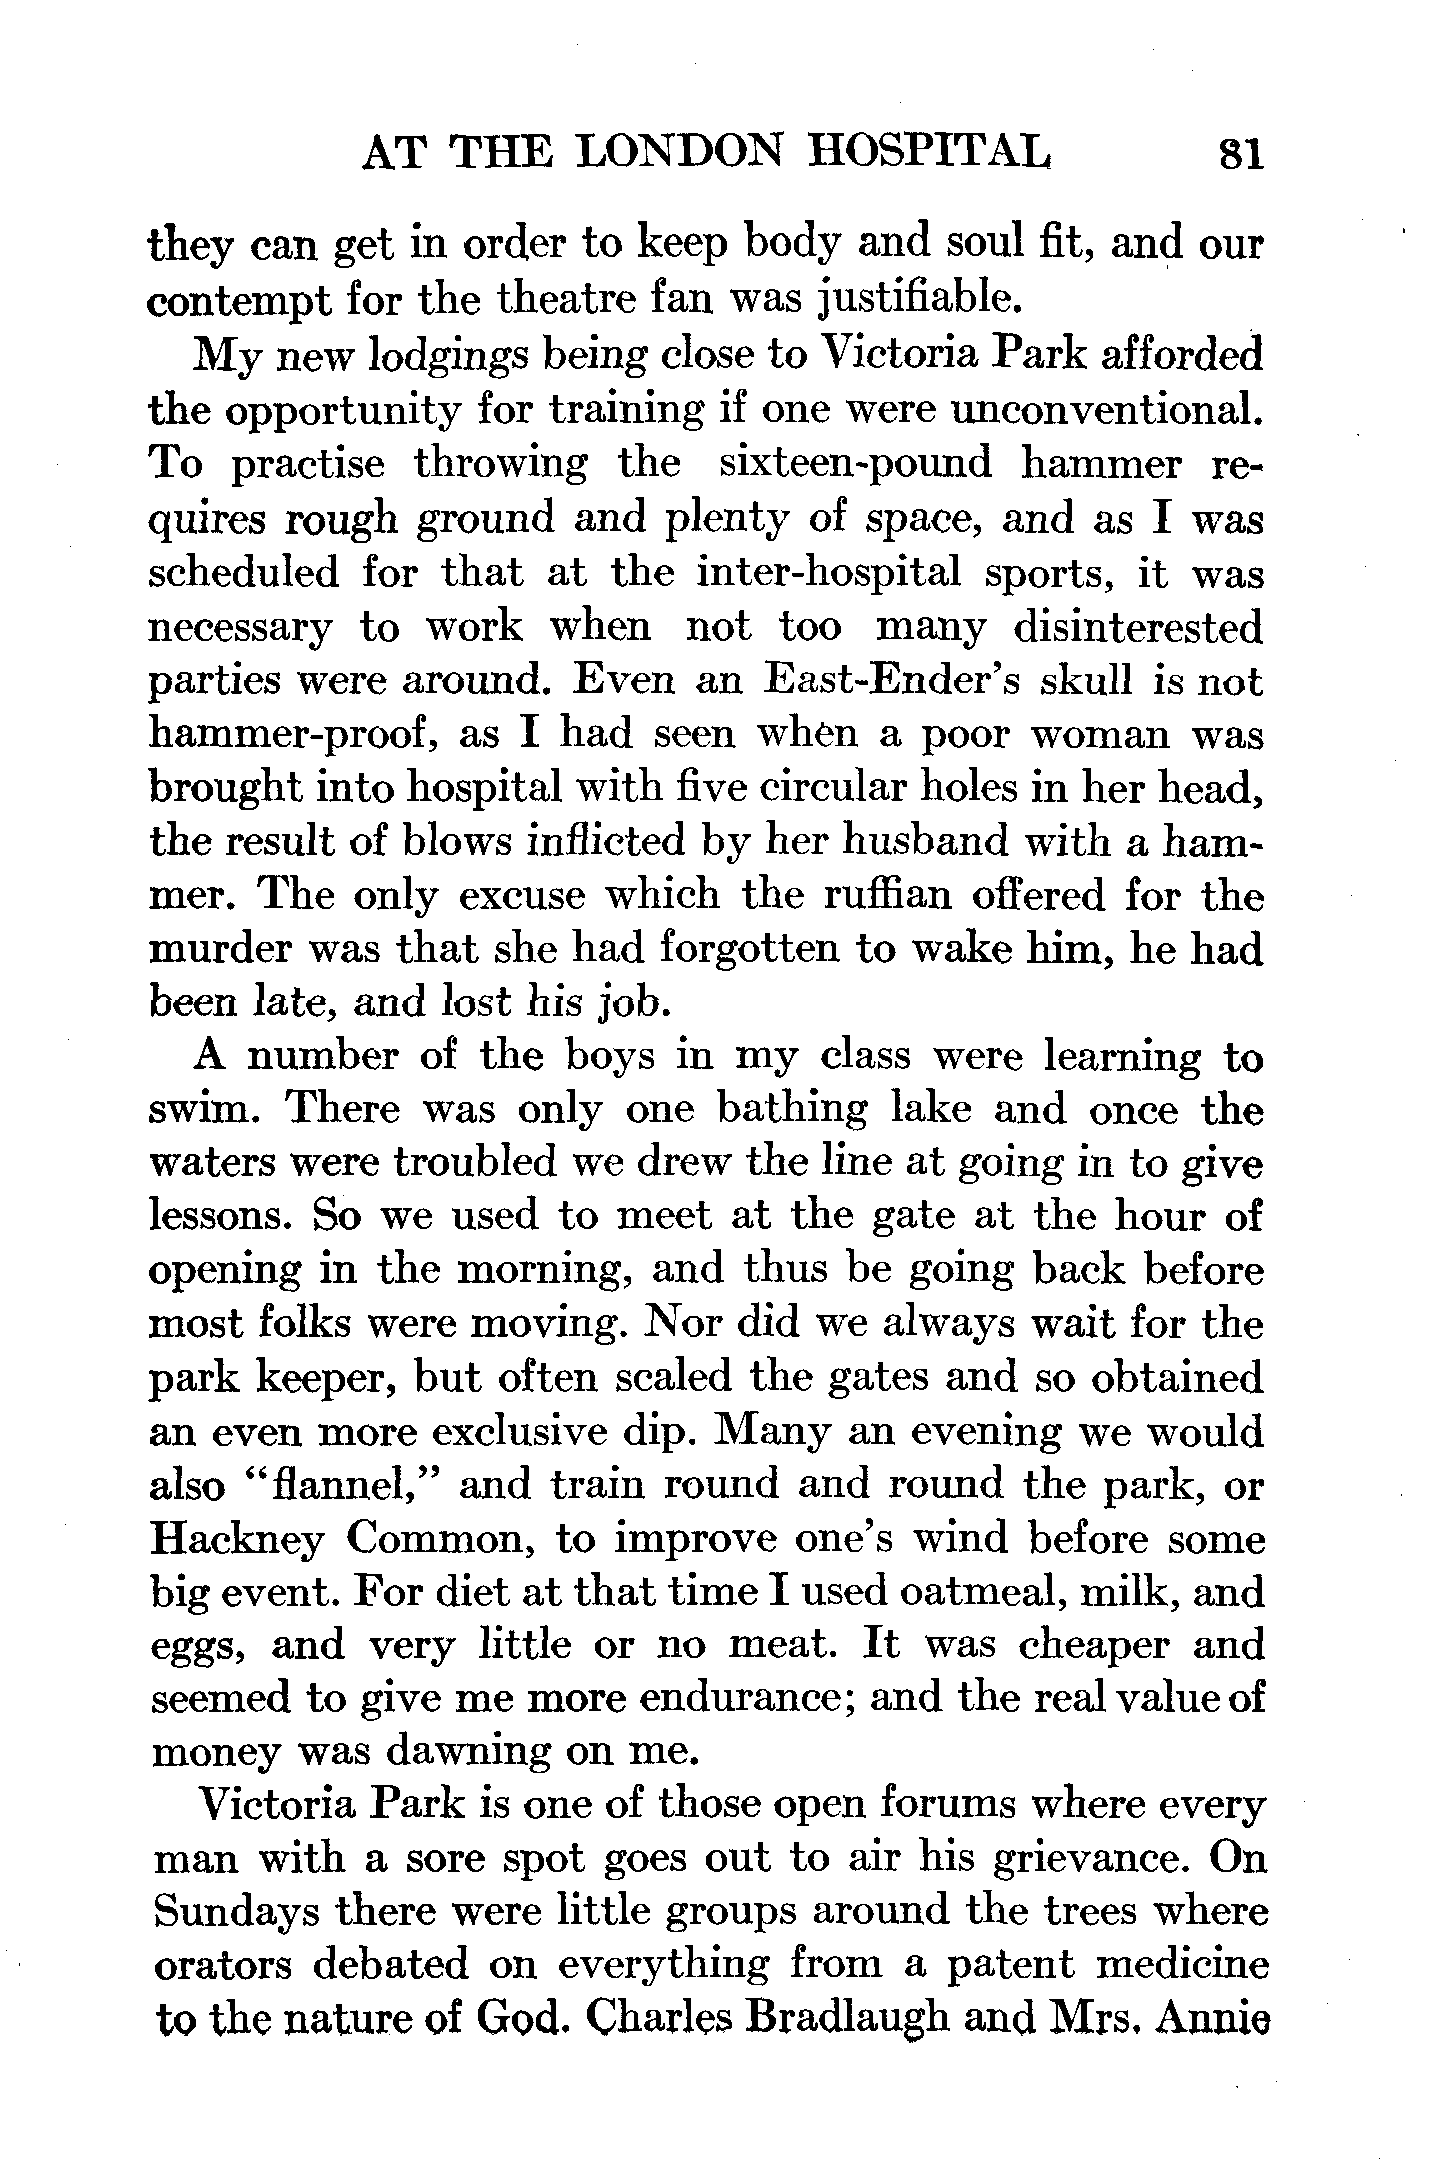 AT THE LONDON HOSPITAL 81
they can get in order to keep body and soul fit, and our
contempt for the theatre fan was justifiable.
My new lodgings being close to Victoria Park afforded
the opportunity for training if one were unconventional.
To practise throwing the sixteen-pound hammer re-
quires rough ground and plenty of space, and as I was
scheduled for that at the inter-hospital sports, it was
necessary to work when not too many disinterested
parties were around. Even an East-Ender's skull is not
hammer-proof, as I had seen when a poor woman was
brought into hospital with five circular holes in her head,
the result of blows inflicted by her husband with a ham-
mer. The only excuse which the ruffian offered for the
murder was that she had forgotten to wake him, he had
been late, and lost his job.
A number of the boys in my class were learning to
swim. There was only one bathing lake and once the
waters were troubled we drew the line at going in to give
lessons. So we used to meet at the gate at the hour of
opening in the morning, and thus be going back before
most folks were moving. Nor did we always wait for the
park keeper, but often scaled the gates and so obtained
an even more exclusive dip. Many an evening we would
also “flannel,” and train round and round the park, or
Hackney Common, to improve one's wind before some
big event. For diet at that time I used oatmeal, milk, and
eggs, and very little or no meat. It was cheaper and
seemed to give me more endurance; and the real value of
money was dawning on me.
Victoria Park is one of those open forums where every
man with a sore spot goes out to air his grievance. On
Sundays there were little groups around the trees where
orators debated on everything from a patent medicine
to the nature of God. Charles Bradlaugh and Mrs. Annie